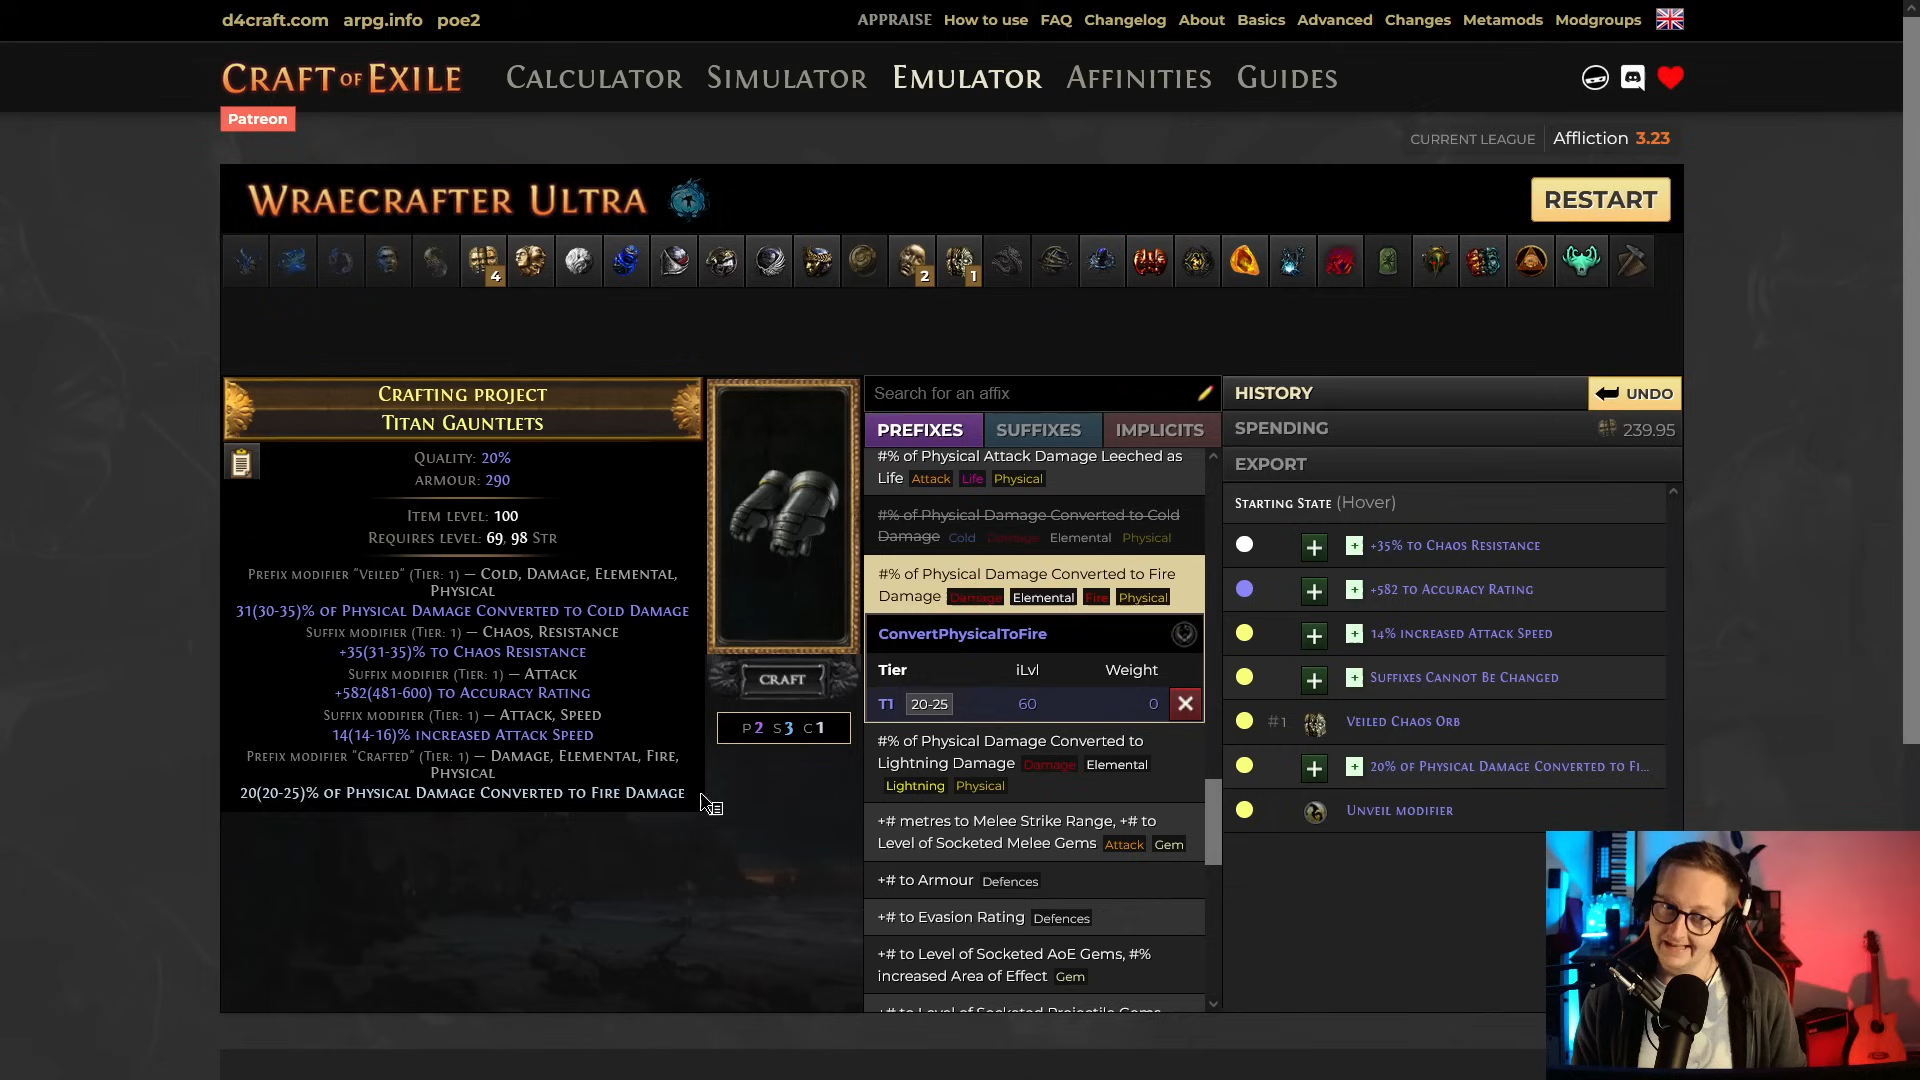 d4craft.com arpg.info poe2
APPRAISE How to use FAQ Changelog About Basics Advanced Changes Metamods Modgroups
CRAFT OF EXILE CALCULATOR SIMULATOR EMULATOR AFFINITIES GUIDES
Patreon
CURRENT LEAGUE Affliction 3.23
WRAECRAFTER ULTRA RESTART
4 2 1
CRAFTING PROJECT
TITAN GAUNTLETS
QUALITY: 20%
ARMOUR: 290
ITEM LEVEL: 100
REQUIRES LEVEL: 69, 98 STR
PREFIX MODIFIER "VEILED" (TIER: 1) — COLD, DAMAGE, ELEMENTAL,
PHYSICAL
31(30-35)% OF PHYSICAL DAMAGE CONVERTED TO COLD DAMAGE
SUFFIX MODIFIER (TIER: 1) — CHAOS, RESISTANCE
+35(31-35)% TO CHAOS RESISTANCE
SUFFIX MODIFIER (TIER: 1) — ATTACK
+582(481-600) TO ACCURACY RATING
SUFFIX MODIFIER (TIER: 1) — ATTACK, SPEED
14(14-16)% INCREASED ATTACK SPEED
PREFIX MODIFIER "CRAFTED" (TIER: 1) — DAMAGE, ELEMENTAL, FIRE,
PHYSICAL
20(20-25)% OF PHYSICAL DAMAGE CONVERTED TO FIRE DAMAGE
CRAFT
P2 S3 C1
Search for an affix
PREFIXES SUFFIXES IMPLICITS
#% of Physical Attack Damage Leeched as
Life Attack Life Physical
#% of Physical Damage Converted to Cold
Damage Cold Damage Elemental Physical
#% of Physical Damage Converted to Fire
Damage Damage Elemental Fire Physical
ConvertPhysicalToFire
Tier iLvl Weight
T1 20-25 60 0
#% of Physical Damage Converted to
Lightning Damage Damage Elemental
Lightning Physical
+# metres to Melee Strike Range, +# to
Level of Socketed Melee Gems Attack Gem
+# to Armour Defences
+# to Evasion Rating Defences
+# to Level of Socketed AoE Gems, #%
increased Area of Effect Gem
+# to Level of Socketed Projectile Gems
HISTORY UNDO
SPENDING 239.95
EXPORT
STARTING STATE (Hover)
+35% TO CHAOS RESISTANCE
+582 TO ACCURACY RATING
14% INCREASED ATTACK SPEED
SUFFIXES CANNOT BE CHANGED
#1 VEILED CHAOS ORB
20% OF PHYSICAL DAMAGE CONVERTED TO FI...
UNVEIL MODIFIER